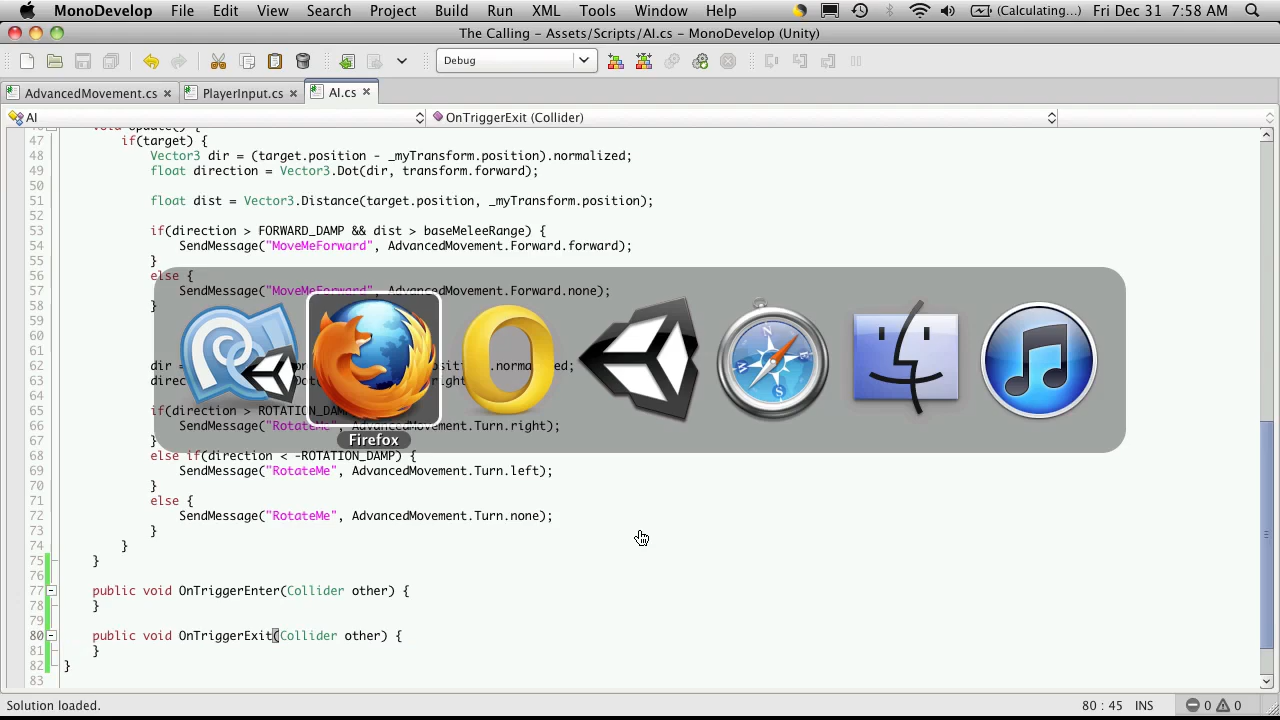 MonoDevelop File Edit View Search Project Build Run XML Tools Window Help (Calculating...) Fri Dec 31 7:58 AM
The Calling - Assets/Scripts/AI.cs - MonoDevelop (Unity)
Debug
AdvancedMovement.cs PlayerInput.cs AI.cs
AI OnTriggerExit (Collider)
void Update() {
47 if(target) {
48 Vector3 dir = (target.position - _myTransform.position).normalized;
49 float direction = Vector3.Dot(dir, transform.forward);
50
51 float dist = Vector3.Distance(target.position, _myTransform.position);
52
53 if(direction > FORWARD_DAMP && dist > baseMeleeRange) {
54 SendMessage("MoveMeForward", AdvancedMovement.Forward.forward);
55 }
56 else {
57 SendMessage("MoveMeForward", AdvancedMovement.Forward.none);
58 }
59
60
61
62 dir = normalized;
63
64
65 if(direction > ROTATION_DAMP
66 SendMessage("RotateMe", AdvancedMovement.Turn.right);
67 }
68 else if(direction < -ROTATION_DAMP) {
69 SendMessage("RotateMe", AdvancedMovement.Turn.left);
70 }
71 else {
72 SendMessage("RotateMe", AdvancedMovement.Turn.none);
73 }
74 }
75 }
76
77 public void OnTriggerEnter(Collider other) {
78 }
79
80 public void OnTriggerExit(Collider other) {
81 }
82 }
83
Firefox
Solution loaded. 80 : 45 INS 0 0